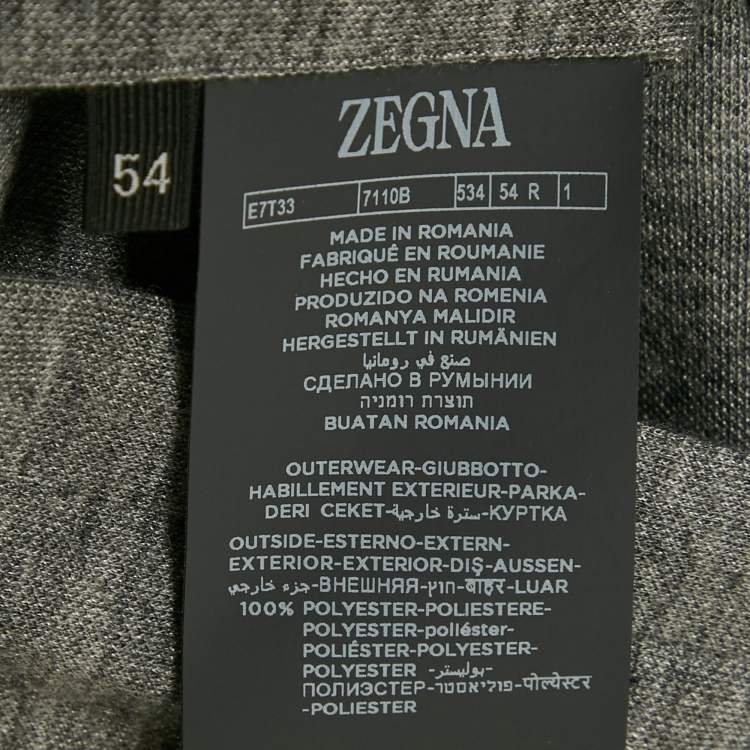 54
ZEGNA
E7T33 7110B 534 54 R 1
MADE IN ROMANIA
FABRIQUÊ EN ROUMANIE
HECHO EN RUMANIA
PRODUZIDO NA ROMENIA
ROMANYA MALIDIR
HERGESTELLT IN RUMÄNIEN
صنع في رومانيا
СДЕЛАНО В РУМЫНИИ
תוצרת רומניה
BUATAN ROMANIA
OUTERWEAR-GIUBBOTTO-
HABILLEMENT EXTERIEUR-PARKA-
DERI CEKET-سترة خارجية-КУРТКА
OUTSIDE-ESTERNO-EXTERN-
EXTERIOR-EXTERIOR-DIŞ-AUSSEN-
جزء خارجي-ВНЕШНЯЯ-חוץ-बाहर-LUAR
100% POLYESTER-POLIESTERE-
POLYESTER-poliéster-
POLIÉSTER-POLYESTER-
POLYESTER -بوليستر-
ПОЛИЭСТЕР-פוליאסטר-पोल्येस्टर
-POLIESTER